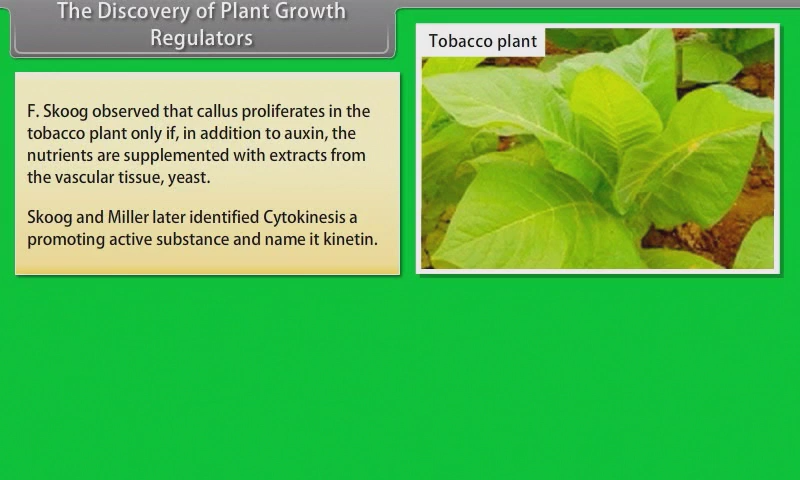 The Discovery of Plant Growth
Regulators
Tobacco plant
F. Skoog observed that callus proliferates in the
tobacco plant only if, in addition to auxin, the
nutrients are supplemented with extracts from
the vascular tissue, yeast.
Skoog and Miller later identified Cytokinesis a
promoting active substance and name it kinetin.